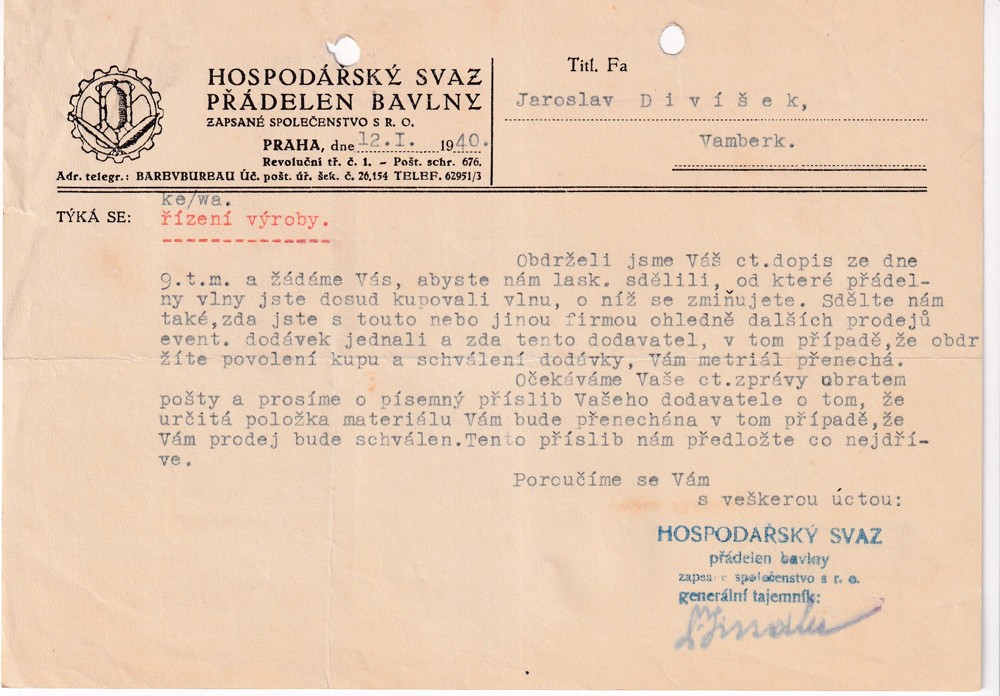 HOSPODÁŘSKÝ SVAZ
PŘÁDELEN BAVLNY
ZAPSANÉ SPOLEČENSTVO S R. O.
PRAHA, dne 12.I. 1940.
Revoluční tř. č. 1. – Pošt. schr. 676.
Adr. telegr.: BARBVBURBAU Úč. pošt. úř. šek. č. 26,154 TELEF. 62951/3
Titl. Fa
Jaroslav Divíšek,
Vamberk.
ke/wa.
TÝKÁ SE: řízení výroby.
Obdrželi jsme Váš ct.dopis ze dne
9.t.m. a žádáme Vás, abyste nám lask. sdělili, od které přádel-
ny vlny jste dosud kupovali vlnu, o níž se zmiňujete. Sdělte nám
také,zda jste s touto nebo jinou firmou ohledně dalších prodejů
event. dodávek jednali a zda tento dodavatel, v tom případě,že obdr
žíte povolení kupu a schválení dodávky, Vám metriál přenechá.
Očekáváme Vaše ct.zprávy obratem
pošty a prosíme o písemný příslib Vašeho dodavatele o tom, že
určitá položka materiálu Vám bude přenechána v tom případě,že
Vám prodej bude schválen.Tento příslib nám předložte co nejdří-
ve.
Poroučíme se Vám
s veškerou úctou:
HOSPODÁŘSKÝ SVAZ
přádelen bavlny
zapsané společenstvo s r. o.
generální tajemník: